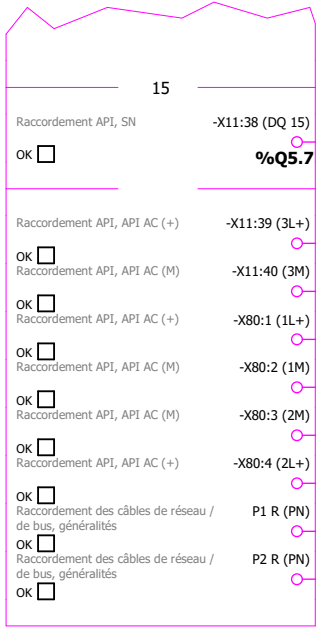 15
Raccordement API, SN -X11:38 (DQ 15)
OK %Q5.7
Raccordement API, API AC (+) -X11:39 (3L+)
OK
Raccordement API, API AC (M) -X11:40 (3M)
OK
Raccordement API, API AC (+) -X80:1 (1L+)
OK
Raccordement API, API AC (M) -X80:2 (1M)
OK
Raccordement API, API AC (M) -X80:3 (2M)
OK
Raccordement API, API AC (+) -X80:4 (2L+)
OK
Raccordement des câbles de réseau / P1 R (PN)
de bus, généralités
OK
Raccordement des câbles de réseau / P2 R (PN)
de bus, généralités
OK